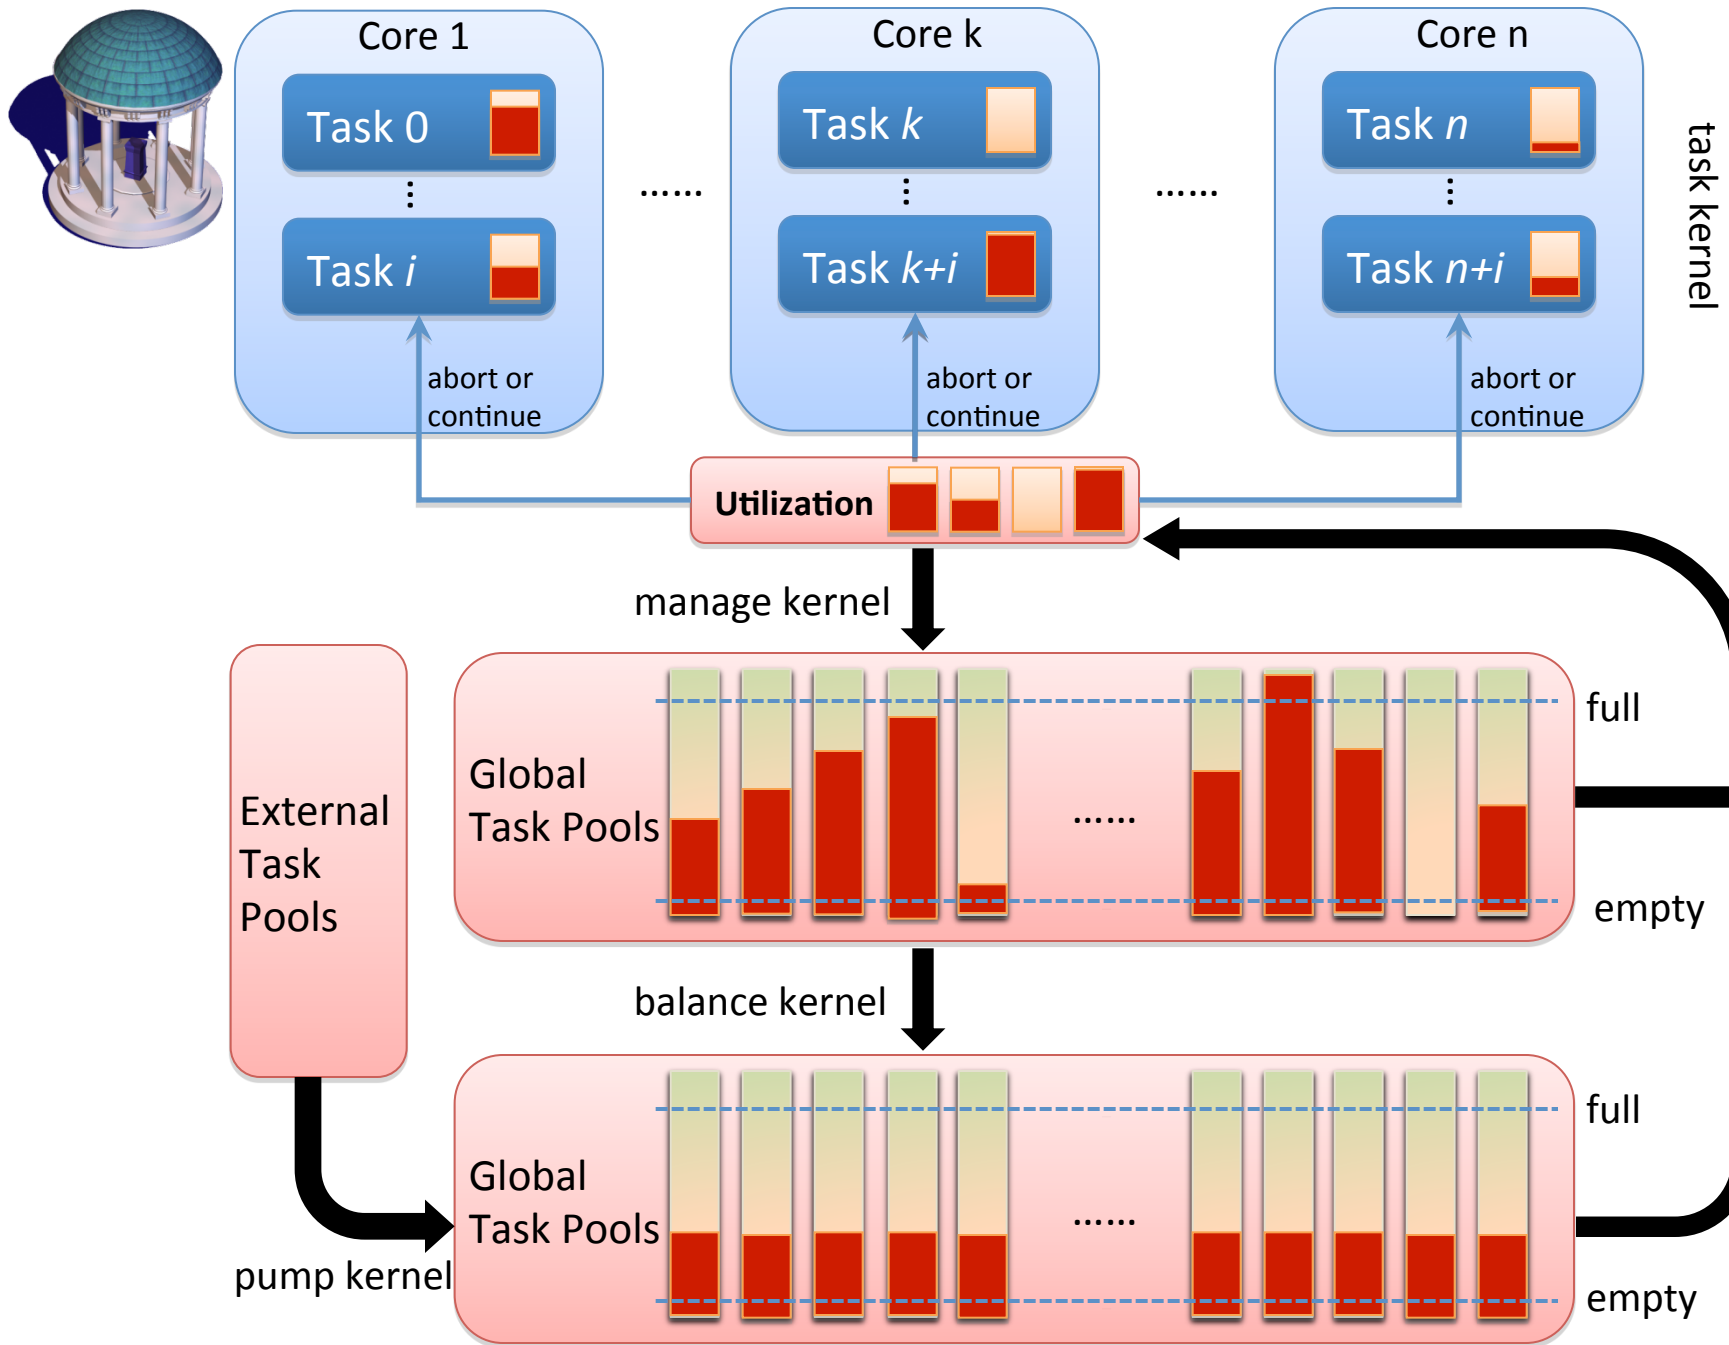 Core 1
Core k
Core n
Task 0
Task k
Task n
⋮
⋮
⋮
……
……
Task i
Task k+i
Task n+i
task kernel
abort or
continue
abort or
continue
abort or
continue
Utilization
manage kernel
External
Task
Pools
Global
Task Pools
……
full
empty
balance kernel
Global
Task Pools
……
full
empty
pump kernel